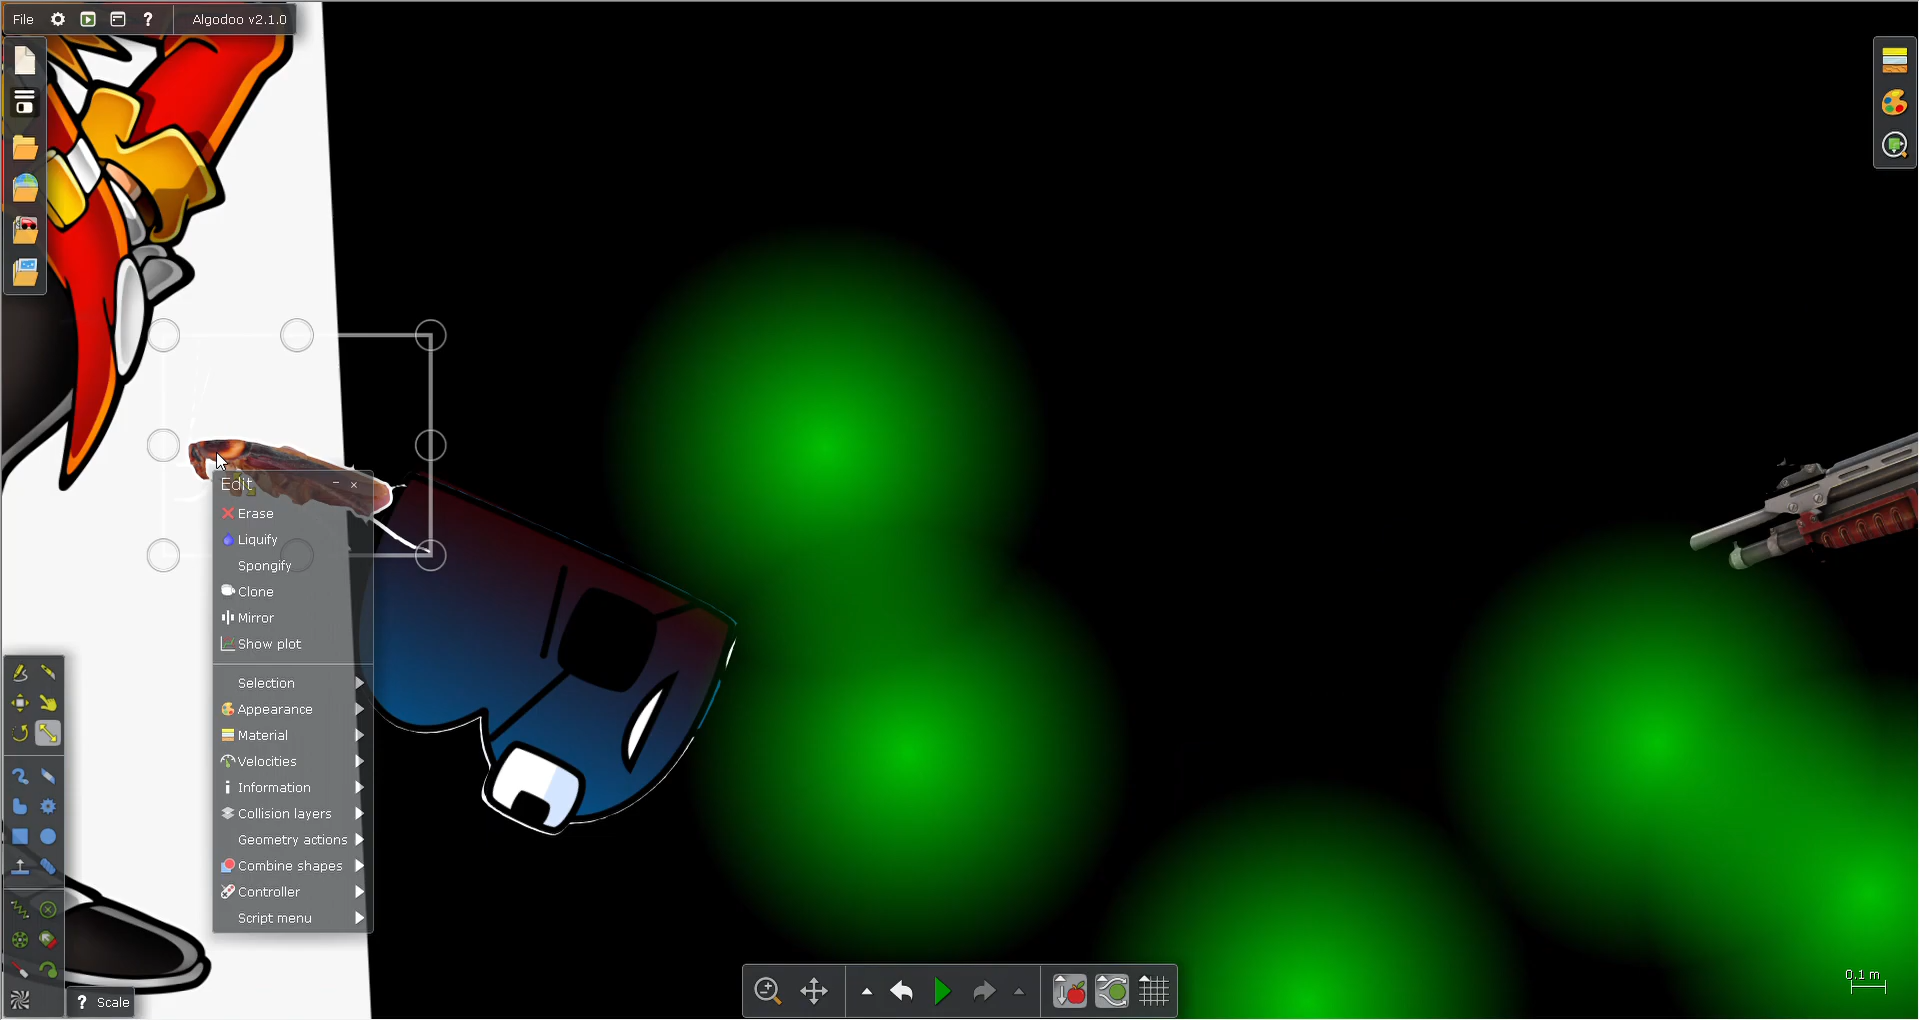 File
?
Algodoo v2.1.0
Edit
Erase
Liquify
Spongify
Clone
Mirror
Show plot
Selection
Appearance
Material
Velocities
Information
Collision layers
Geometry actions
Combine shapes
Controller
Script menu
? Scale
0.1 m